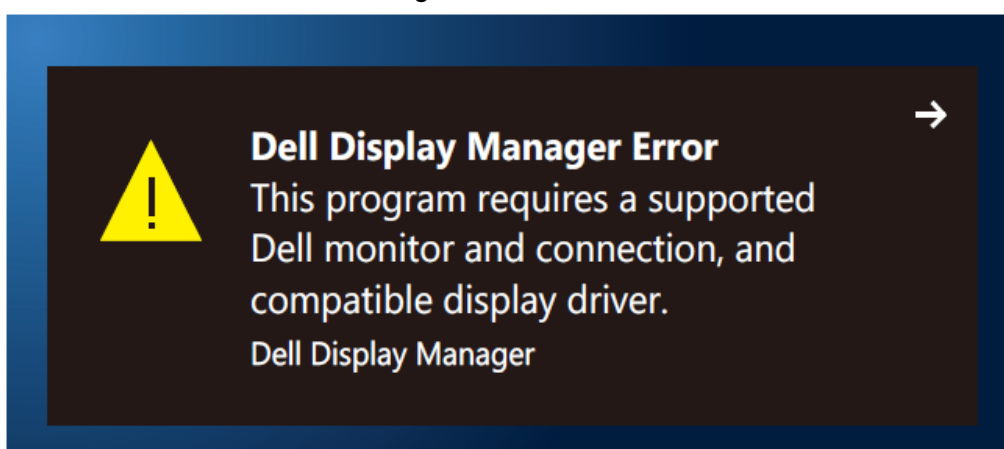 Dell Display Manager Error
This program requires a supported
Dell monitor and connection, and
compatible display driver.
Dell Display Manager